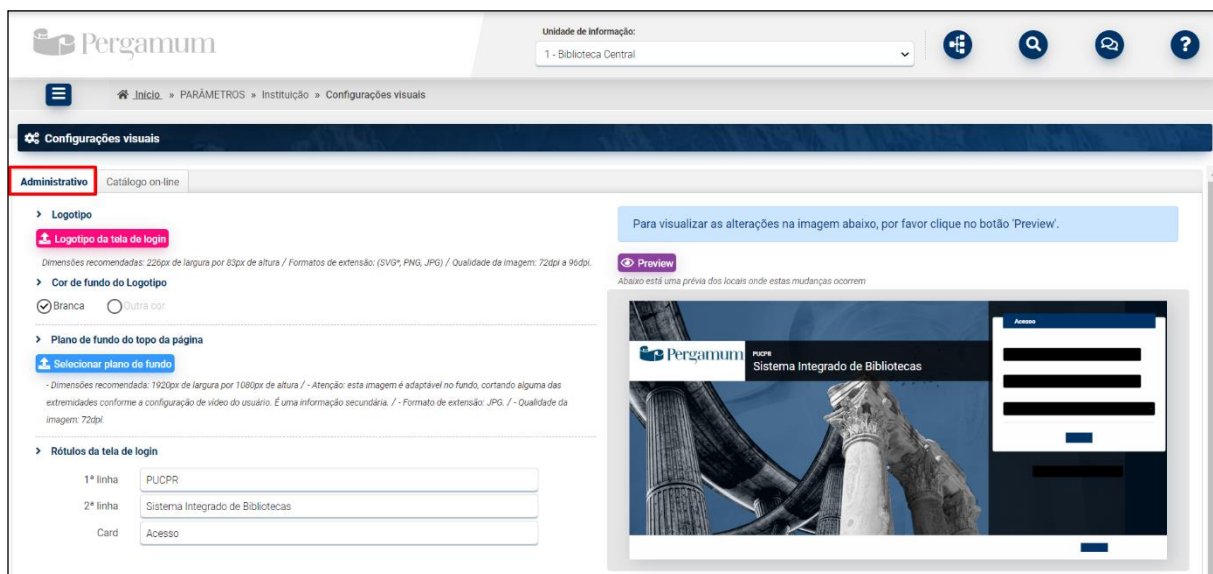 Pergamum
Unidade de informação:
1 - Biblioteca Central
Início » PARÂMETROS » Instituição » Configurações visuais
Configurações visuais
Administrativo
Catálogo on-line
Logotipo
Logotipo da tela de login
Dimensões recomendadas: 226px de largura por 83px de altura / Formatos de extensão: (SVG*, PNG, JPG) / Qualidade da imagem: 72dpi a 96dpi.
Cor de fundo do Logotipo
Branca
Outra cor
Plano de fundo do topo da página
Selecionar plano de fundo
- Dimensões recomendada: 1920px de largura por 1080px de altura / - Atenção: esta imagem é adaptável no fundo, cortando alguma das
extremidades conforme a configuração de vídeo do usuário. É uma informação secundária. / - Formato de extensão: JPG. / - Qualidade da
imagem: 72dpi.
Rótulos da tela de login
1ª linha
PUCPR
2ª linha
Sistema Integrado de Bibliotecas
Card
Acesso
Para visualizar as alterações na imagem abaixo, por favor clique no botão 'Preview'.
Preview
Abaixo está uma prévia dos locais onde estas mudanças ocorrem
Acesso
Pergamum
PUCPR
Sistema Integrado de Bibliotecas